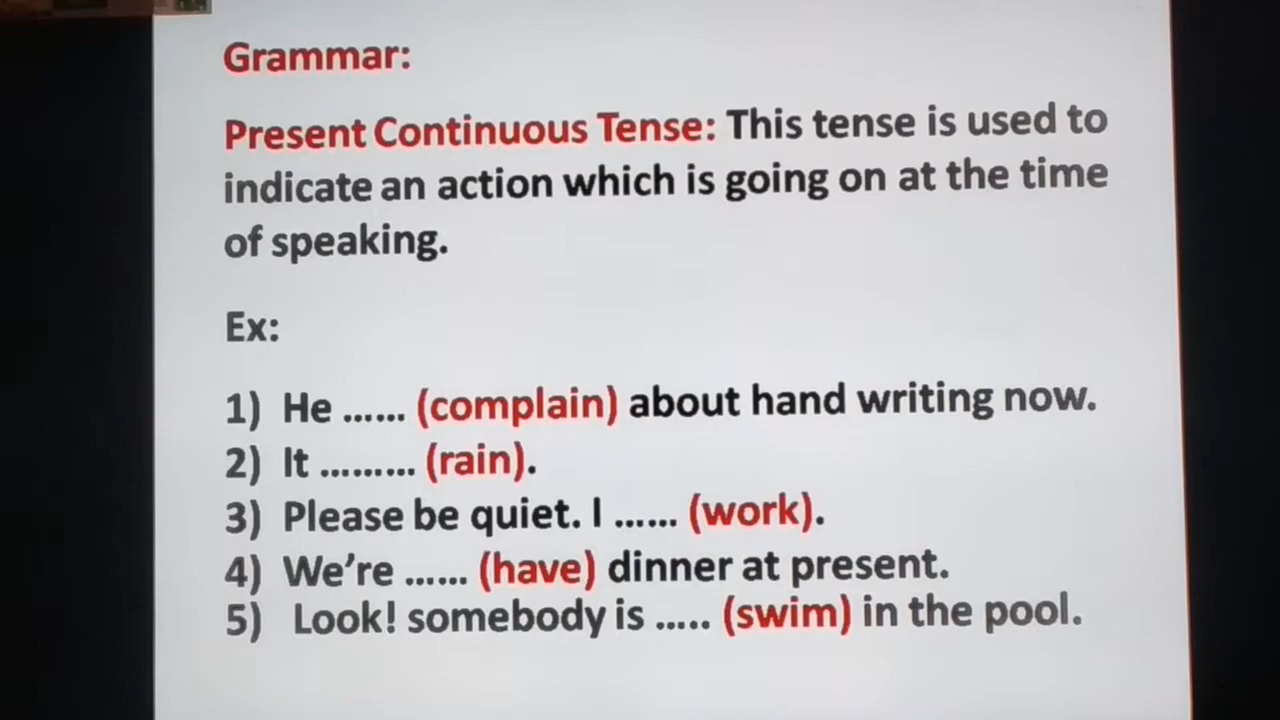 Grammar:
Present Continuous Tense: This tense is used to
indicate an action which is going on at the time
of speaking.
Ex:
1) He ...... (complain) about hand writing now.
2) It ......... (rain).
3) Please be quiet. I ...... (work).
4) We're ...... (have) dinner at present.
5) Look! somebody is ..... (swim) in the pool.